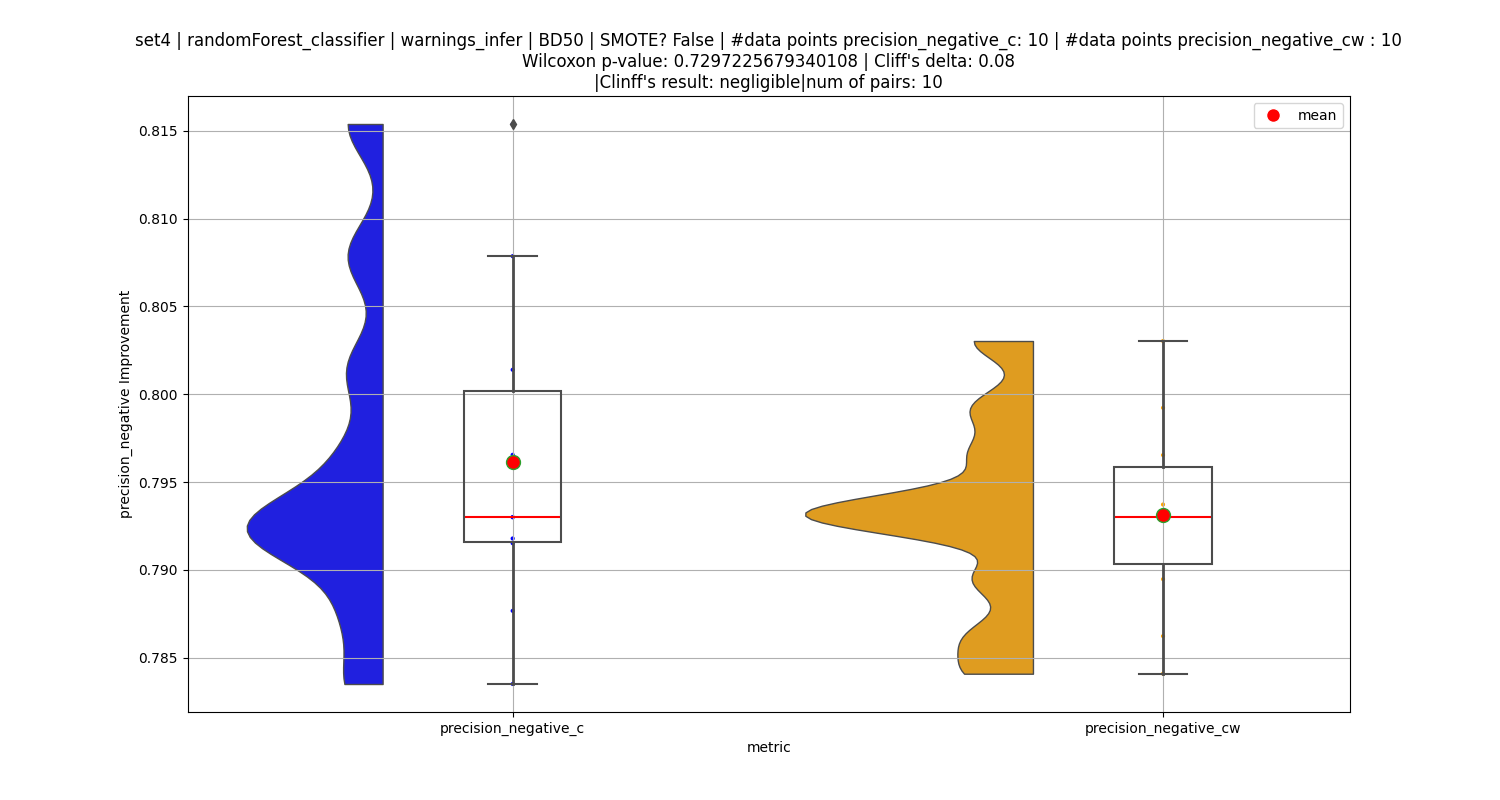 set4 | randomForest_classifier | warnings_infer | BD50 | SMOTE? False | #data points precision_negative_c: 10 | #data points precision_negative_cw : 10
Wilcoxon p-value: 0.7297225679340108 | Cliff's delta: 0.08
|Clinff's result: negligible|num of pairs: 10
mean
0.815
0.810
0.805
0.800
0.795
0.790
0.785
precision_negative Improvement
precision_negative_c
precision_negative_cw
metric